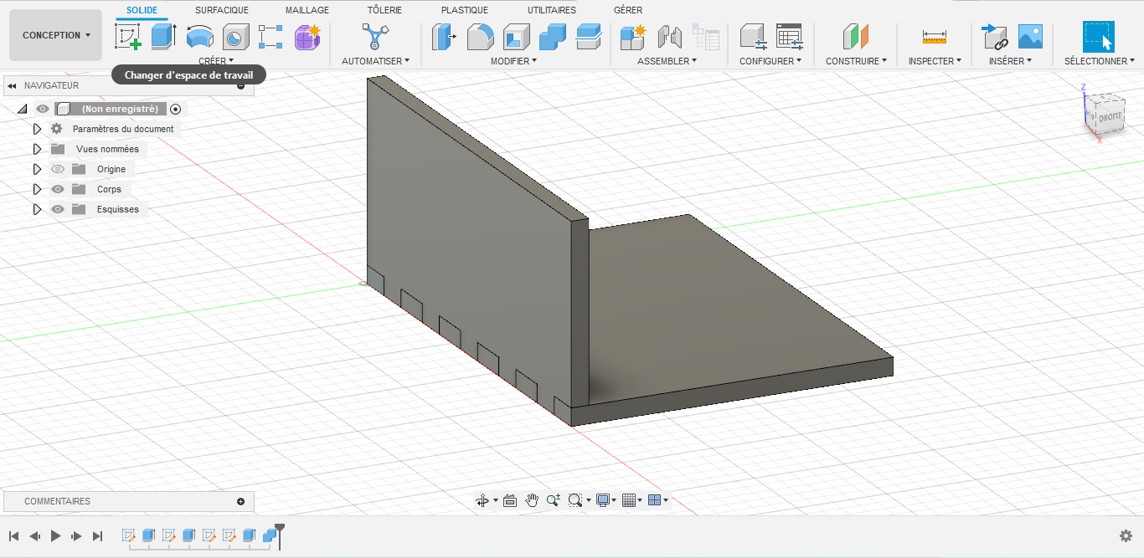 SOLIDE SURFACIQUE MAILLAGE TÔLERIE PLASTIQUE UTILITAIRES GÉRER
CONCEPTION
CRÉER AUTOMATISER MODIFIER ASSEMBLER CONFIGURER CONSTRUIRE INSPECTER INSÉRER SÉLECTIONNER
Changer d'espace de travail
NAVIGATEUR
(Non enregistré)
Paramètres du document
Vues nommées
Origine
Corps
Esquisses
Z
DROITE
X
COMMENTAIRES